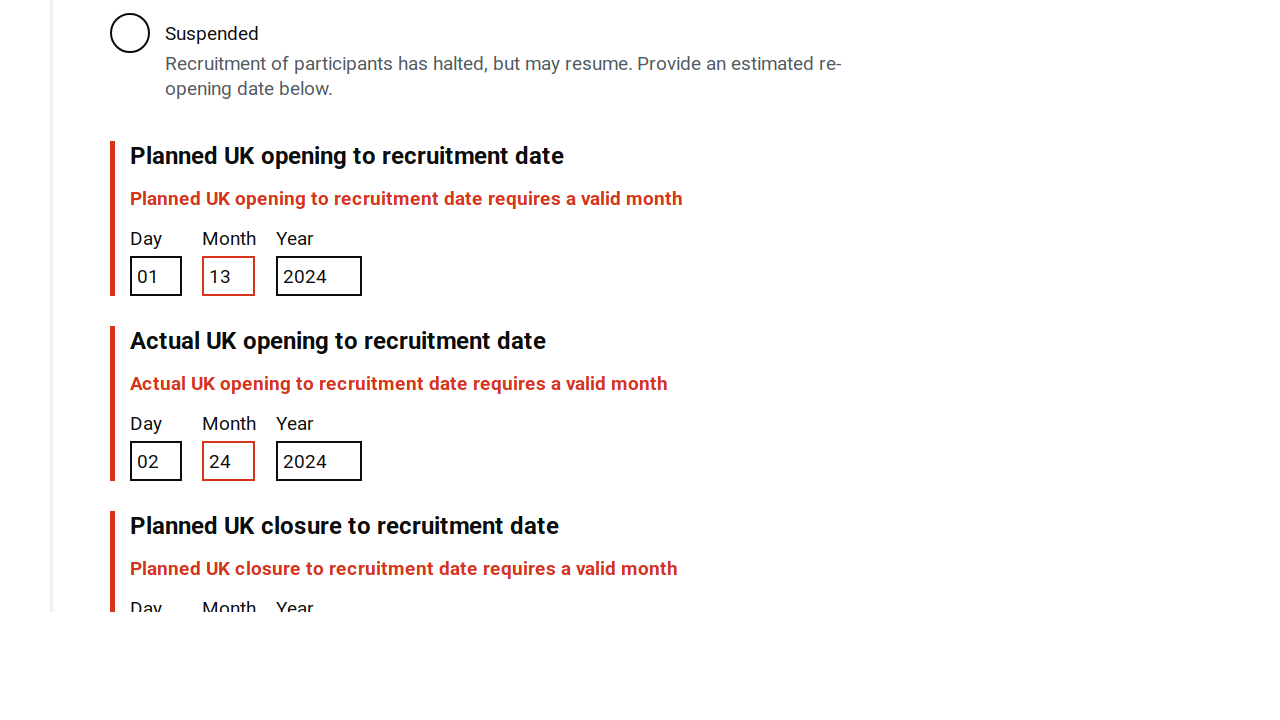 Suspended
Recruitment of participants has halted, but may resume. Provide an estimated re-
opening date below.
Planned UK opening to recruitment date
Planned UK opening to recruitment date requires a valid month
Day Month Year
01 13 2024
Actual UK opening to recruitment date
Actual UK opening to recruitment date requires a valid month
Day Month Year
02 24 2024
Planned UK closure to recruitment date
Planned UK closure to recruitment date requires a valid month
Day Month Year